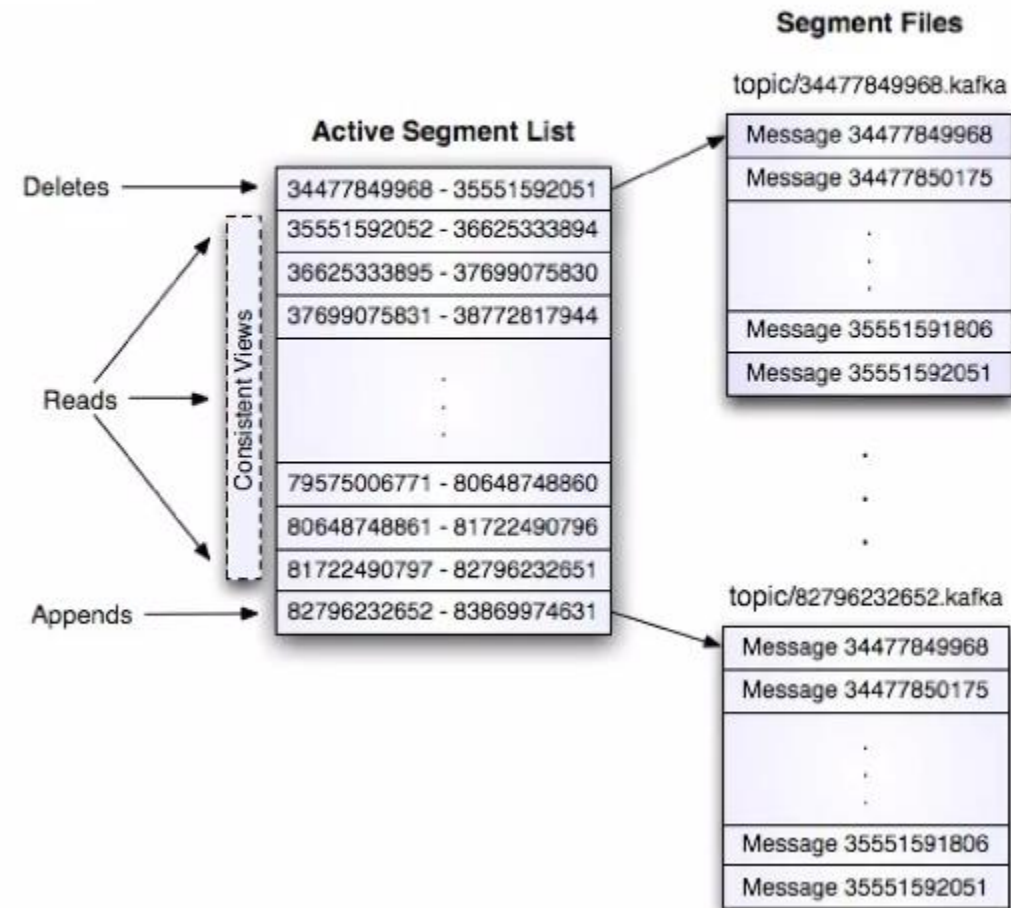 Segment Files
topic/34477849968.kafka
Active Segment List
Message 34477849968
Deletes
34477849968 - 35551592051
Message 34477850175
35551592052 - 36625333894
.
.
.
36625333895 - 37699075830
37699075831 - 38772817944
Message 35551591806
Message 35551592051
Reads
Consistent Views
.
.
.
.
.
.
79575006771 - 80648748860
80648748861 - 81722490796
81722490797 - 82796232651
Appends
82796232652 - 83869974631
topic/82796232652.kafka
Message 34477849968
Message 34477850175
.
.
.
Message 35551591806
Message 35551592051